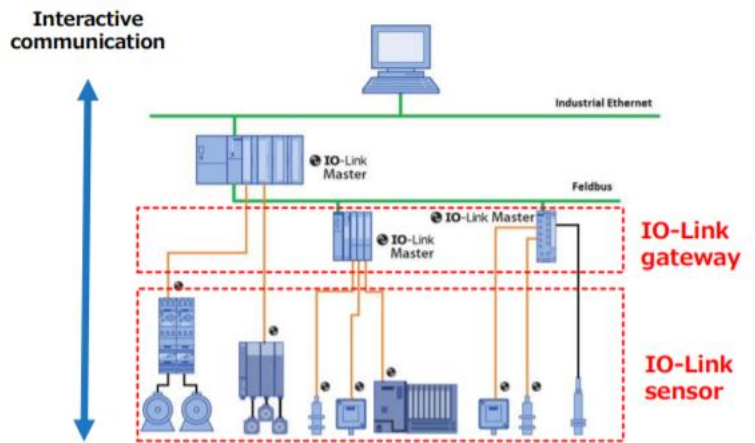 Interactive
communication
Industrial Ethernet
IO-Link
Master
Feldbus
IO-Link Master
IO-Link
Master
IO-Link
gateway
IO-Link
sensor